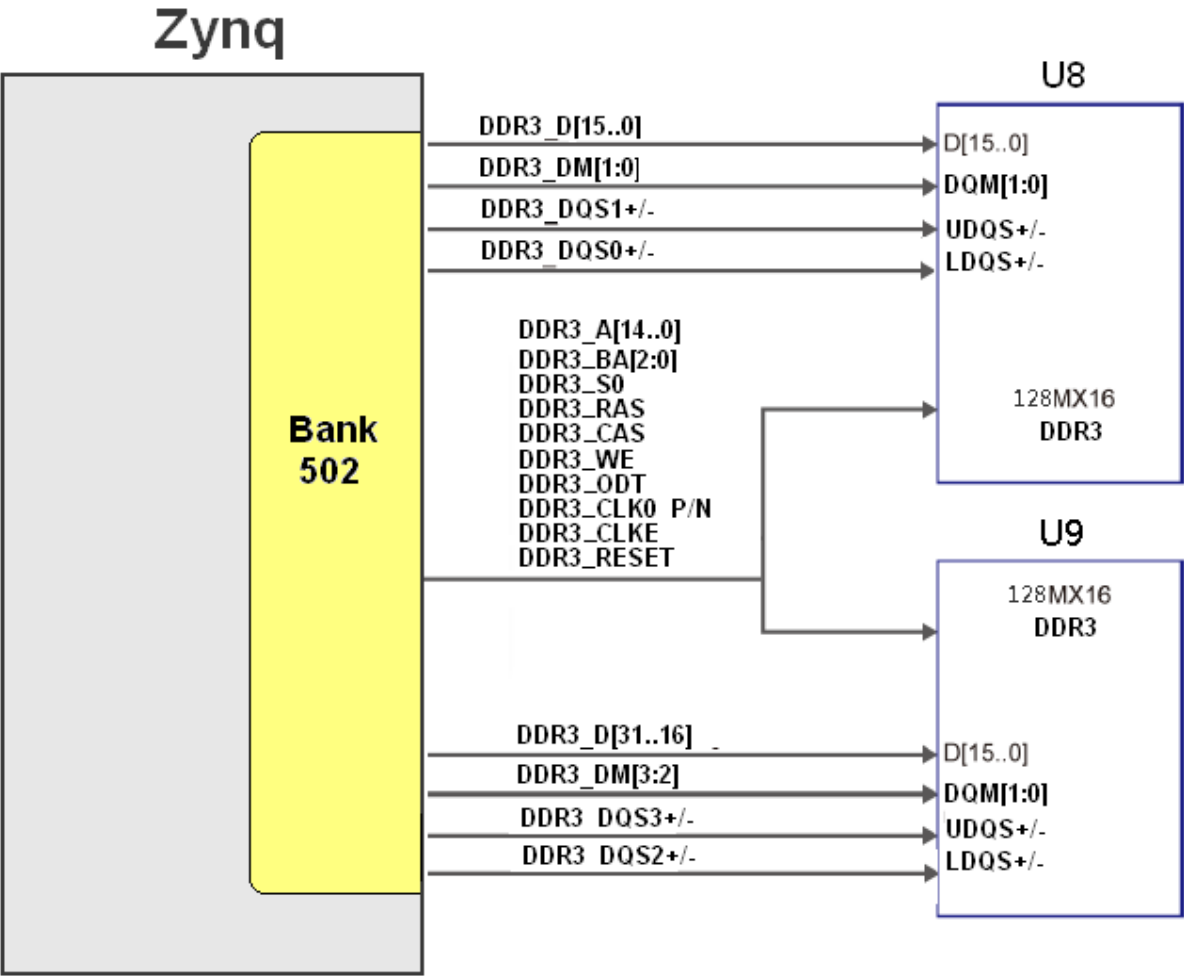 Zynq
U8
DDR3_D[15..0]
D[15..0]
DDR3_DM[1:0]
DQM[1:0]
DDR3_DQS1+/-
UDQS+/-
DDR3_DQS0+/-
LDQS+/-
DDR3_A[14..0]
DDR3_BA[2:0]
DDR3_S0
DDR3_RAS
DDR3_CAS
DDR3_WE
DDR3_ODT
DDR3_CLK0 P/N
DDR3_CLKE
DDR3_RESET
128MX16
DDR3
Bank
502
U9
128MX16
DDR3
DDR3_D[31..16]
D[15..0]
DDR3_DM[3:2]
DQM[1:0]
DDR3 DQS3+/-
UDQS+/-
DDR3 DQS2+/-
LDQS+/-